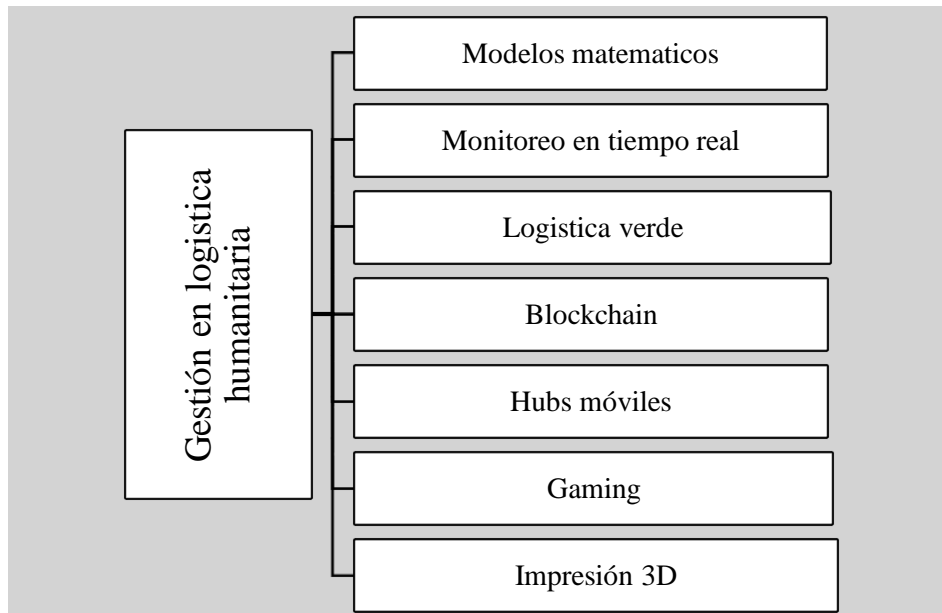 Gestión en logistica
humanitaria
Modelos matematicos
Monitoreo en tiempo real
Logistica verde
Blockchain
Hubs móviles
Gaming
Impresión 3D